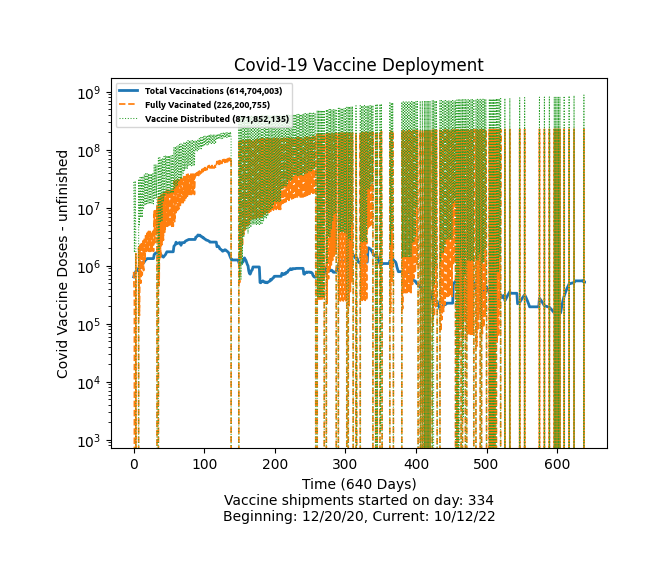 Covid-19 Vaccine Deployment
Total Vaccinations (614,704,003)
Fully Vacinated (226,200,755)
Vaccine Distributed (871,852,135)
Covid Vaccine Doses - unfinished
10⁹
10⁸
10⁷
10⁶
10⁵
10⁴
10³
0 100 200 300 400 500 600
Time (640 Days)
Vaccine shipments started on day: 334
Beginning: 12/20/20, Current: 10/12/22